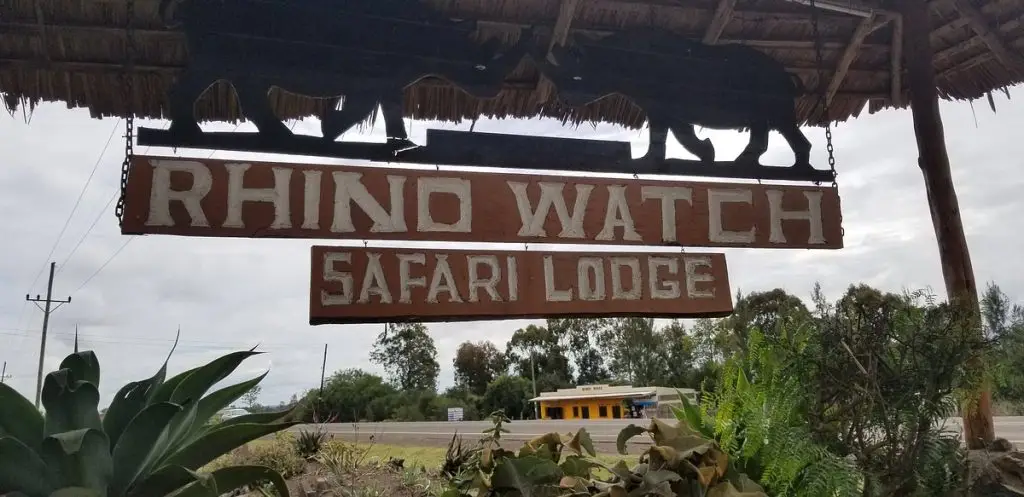 RHINO WATCH
SAFARI LODGE